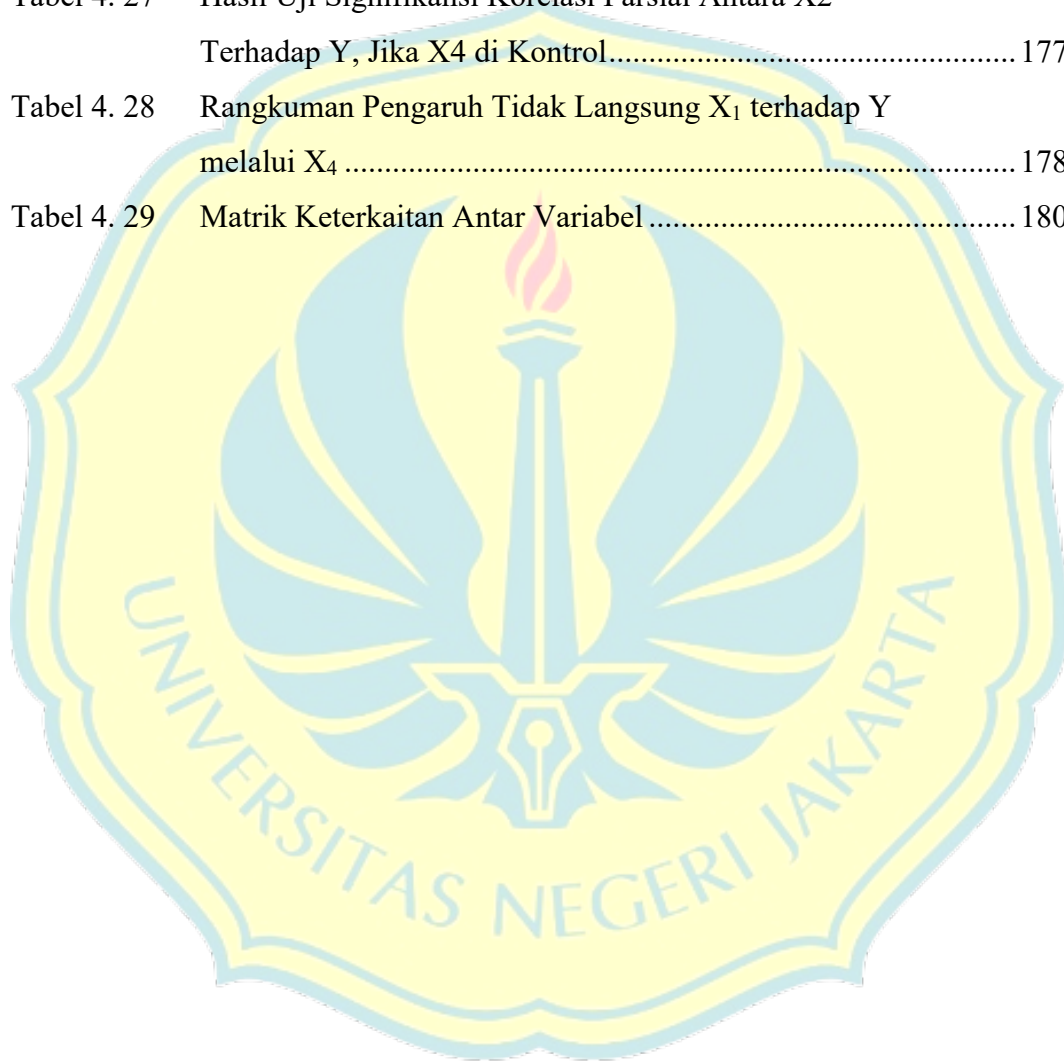 Tabel 4. 27 Hasil Uji Signifikansi Korelasi Parsial Antara X2
Terhadap Y, Jika X4 di Kontrol............................................... 177
Tabel 4. 28 Rangkuman Pengaruh Tidak Langsung X₁ terhadap Y
melalui X₄ .............................................................................. 178
Tabel 4. 29 Matrik Keterkaitan Antar Variabel .......................................... 180
UNIVERSITAS NEGERI JAKARTA